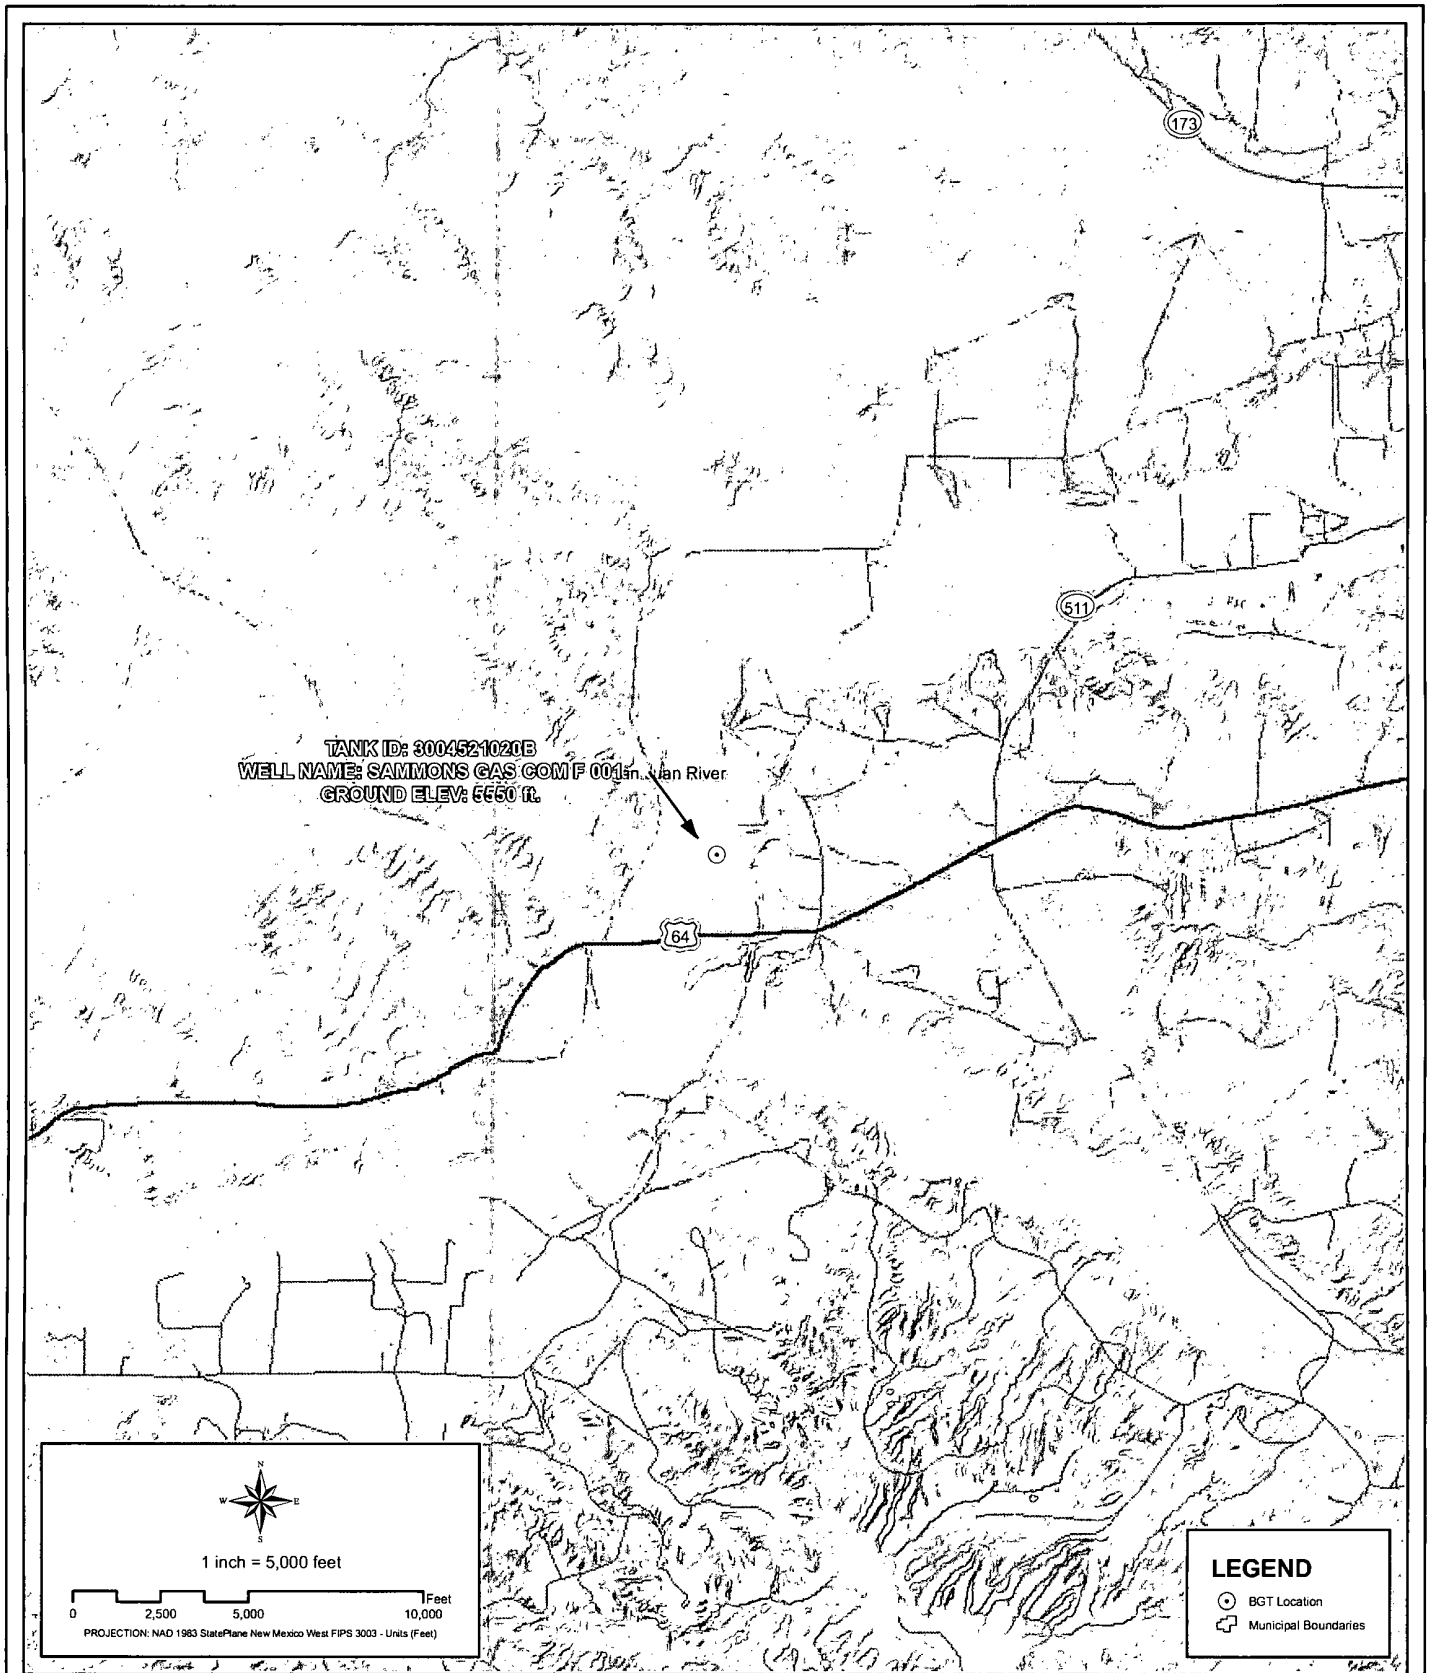 173
511
TANK ID: 3004521020B
WELL NAME: SAMMONS GAS COM F 001
River
GROUND ELEV: 5550 ft.
64
N
W E
S
1 inch = 5,000 feet
Feet
0 2,500 5,000 10,000
PROJECTION: NAD 1983 StatePlane New Mexico West FIPS 3003 - Units (Feet)
LEGEND
BGT Location
Municipal Boundaries